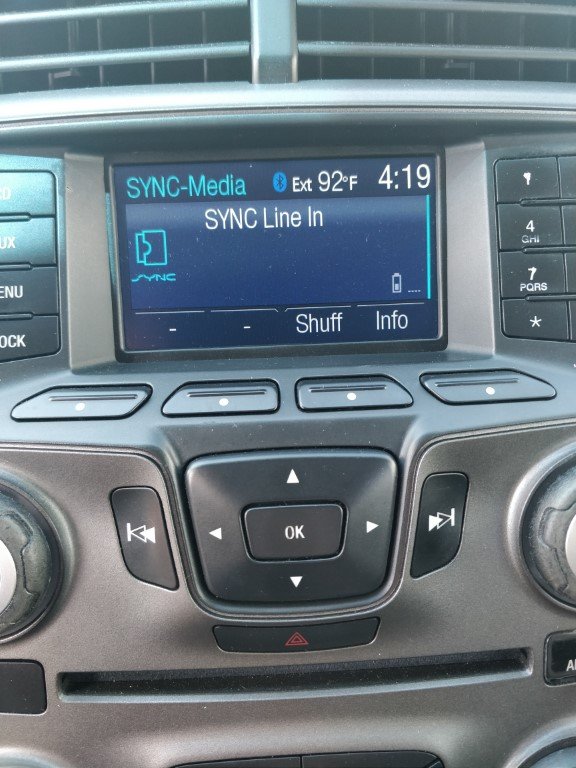 SYNC-Media Ext 92°F 4:19
SYNC Line In
SYNC
- - Shuff Info
UX
ENU
OCK
4
GHI
7
PQRS
*
OK